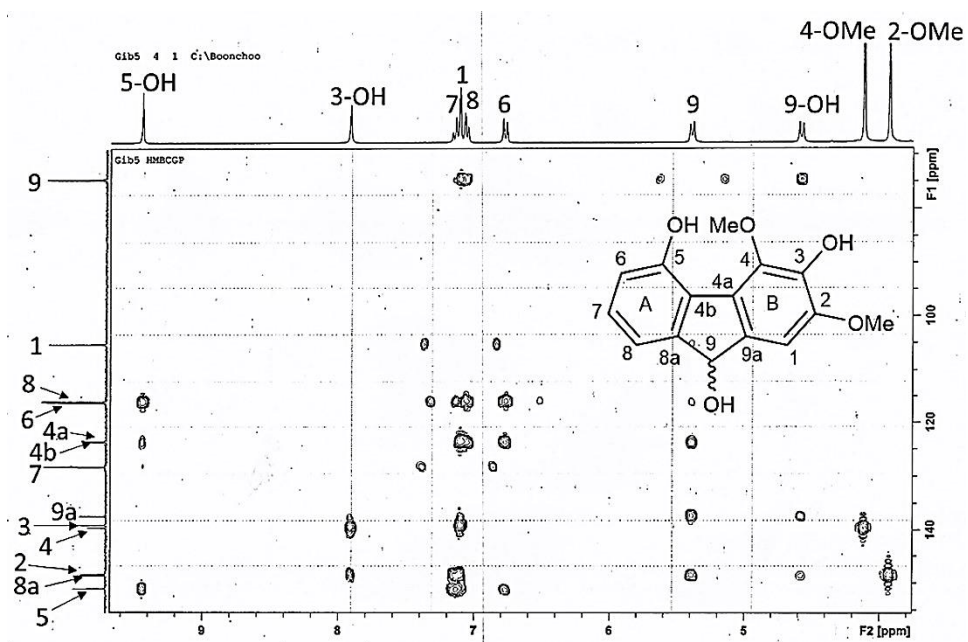 4-OMe 2-OMe
Gib5 4 1 C:\Boonchoo
5-OH 3-OH 7 1 8 6 9 9-OH
Gib5 HMBCGP
9
F1 [ppm]
OH MeO OH
6 5 4 3
4a
7 A 4b B 2
OMe
8 8a 9 9a 1
OH
100
1
8
6
120
4a
4b
7
9a
3
140
4
2
8a
5
9 8 7 6 5 F2 [ppm]